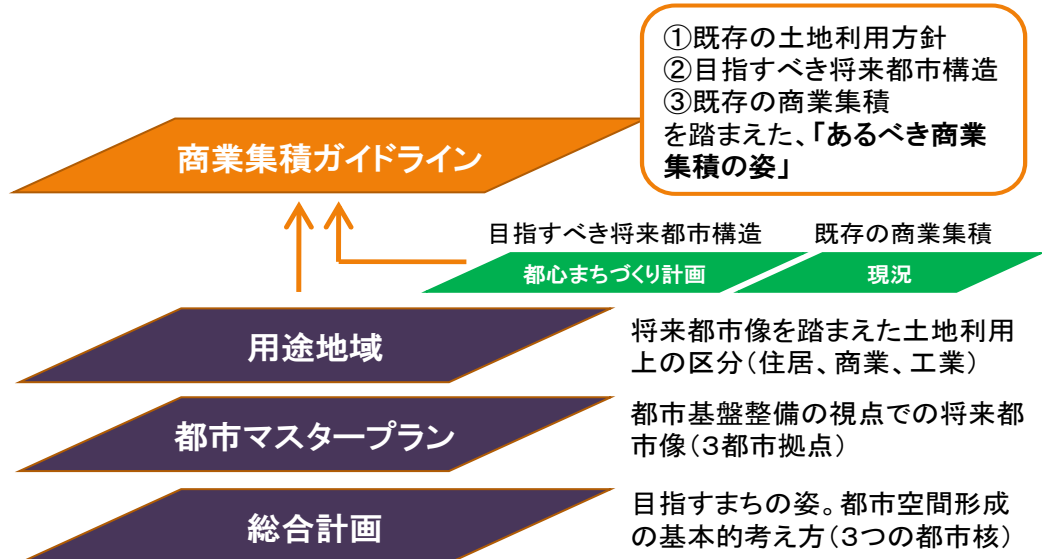 ①既存の土地利用方針
②目指すべき将来都市構造
③既存の商業集積
を踏まえた、「あるべき商業
集積の姿」
商業集積ガイドライン
目指すべき将来都市構造
既存の商業集積
都心まちづくり計画
現況
用途地域
将来都市像を踏まえた土地利用
上の区分（住居、商業、工業）
都市マスタープラン
都市基盤整備の視点での将来都
市像（３都市拠点）
総合計画
目指すまちの姿。都市空間形成
の基本的考え方（３つの都市核）